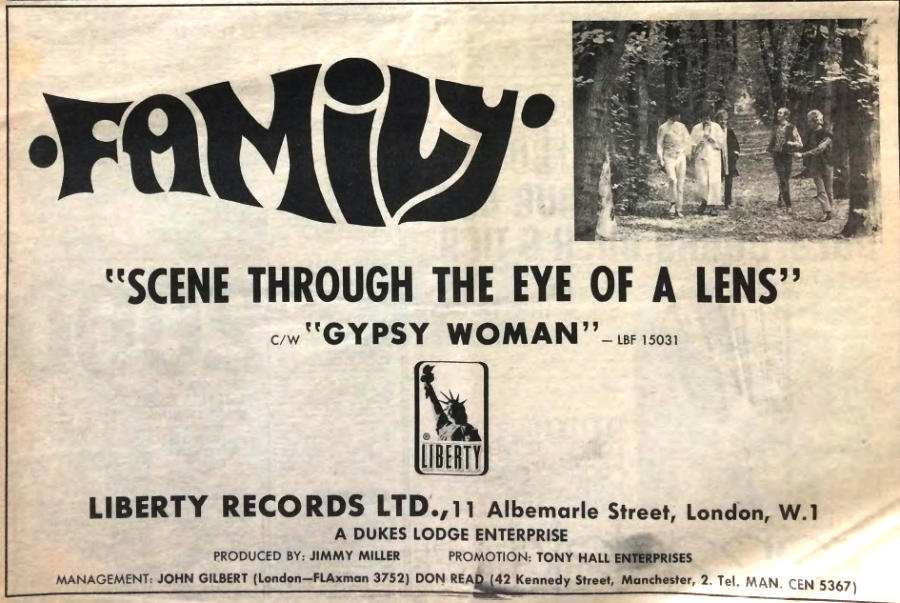 •FAMiLY•
"SCENE THROUGH THE EYE OF A LENS"
C/W "GYPSY WOMAN" – LBF 15031
® LIBERTY
LIBERTY RECORDS LTD., 11 Albemarle Street, London, W.1
A DUKES LODGE ENTERPRISE
PRODUCED BY: JIMMY MILLER PROMOTION: TONY HALL ENTERPRISES
MANAGEMENT: JOHN GILBERT (London—FLAxman 3752) DON READ (42 Kennedy Street, Manchester, 2. Tel. MAN. CEN 5367)